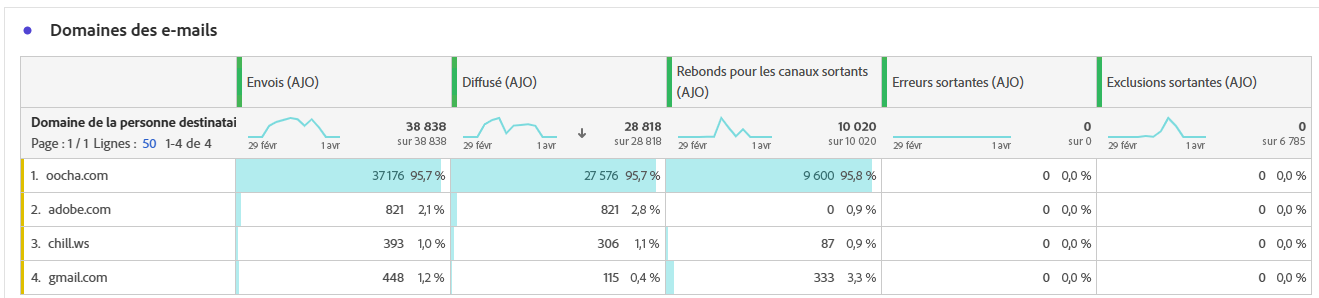 Domaines des e-mails
Envois (AJO) Diffusé (AJO) Rebonds pour les canaux sortants (AJO) Erreurs sortantes (AJO) Exclusions sortantes (AJO)
Domaine de la personne destinatai
Page : 1 / 1 Lignes : 50 1-4 de 4
29 févr 1 avr 38 838 sur 38 838
29 févr 1 avr 28 818 sur 28 818
29 févr 1 avr 10 020 sur 10 020
29 févr 1 avr 0 sur 0
29 févr 1 avr 0 sur 6 785
1. oocha.com 37 176 95,7 % 27 576 95,7 % 9 600 95,8 % 0 0,0 % 0 0,0 %
2. adobe.com 821 2,1 % 821 2,8 % 0 0,9 % 0 0,0 % 0 0,0 %
3. chill.ws 393 1,0 % 306 1,1 % 87 0,9 % 0 0,0 % 0 0,0 %
4. gmail.com 448 1,2 % 115 0,4 % 333 3,3 % 0 0,0 % 0 0,0 %